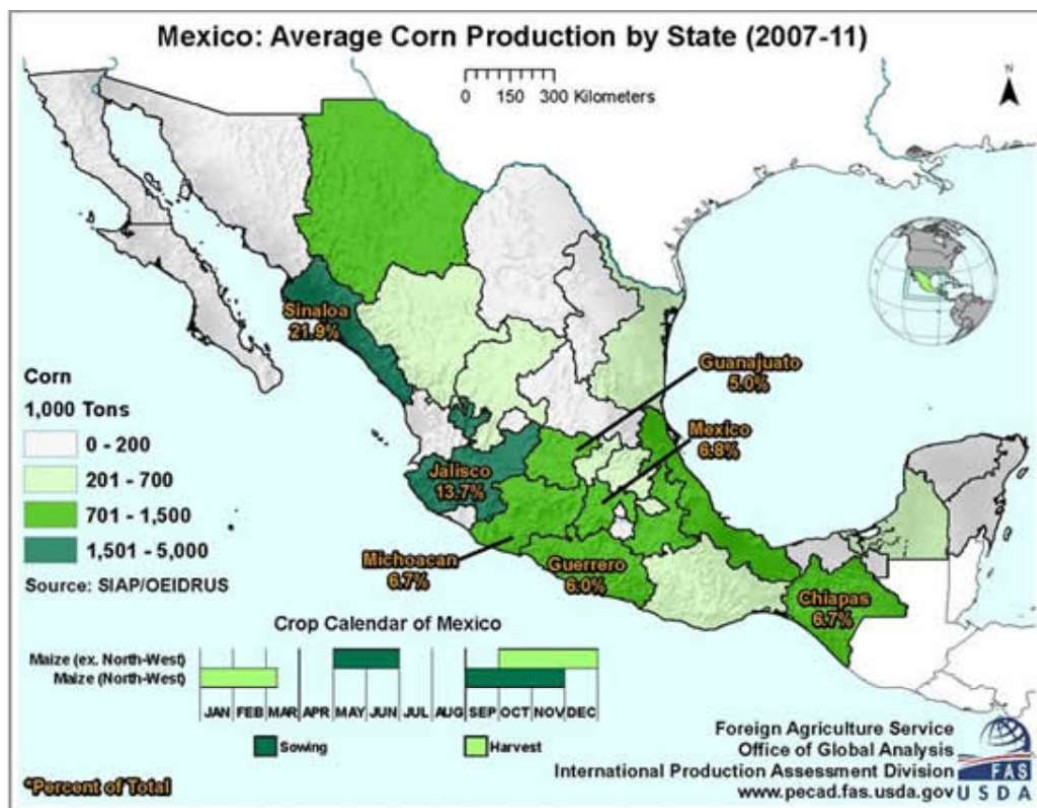 Mexico: Average Corn Production by State (2007-11)
N
0 150 300 Kilometers
Sinaloa
21.9%
Guanajuato
5.0%
Mexico
6.8%
Jalisco
13.7%
Michoacan
6.7%
Guerrero
6.0%
Chiapas
6.7%
Corn
1,000 Tons
0 - 200
201 - 700
701 - 1,500
1,501 - 5,000
Source: SIAP/OEIDRUS
Crop Calendar of Mexico
Maize (ex. North-West)
Maize (North-West)
JAN FEB MAR APR MAY JUN JUL AUG SEP OCT NOV DEC
Sowing Harvest
*Percent of Total
Foreign Agriculture Service
Office of Global Analysis
International Production Assessment Division
www.pecad.fas.usda.gov
FAS
USDA